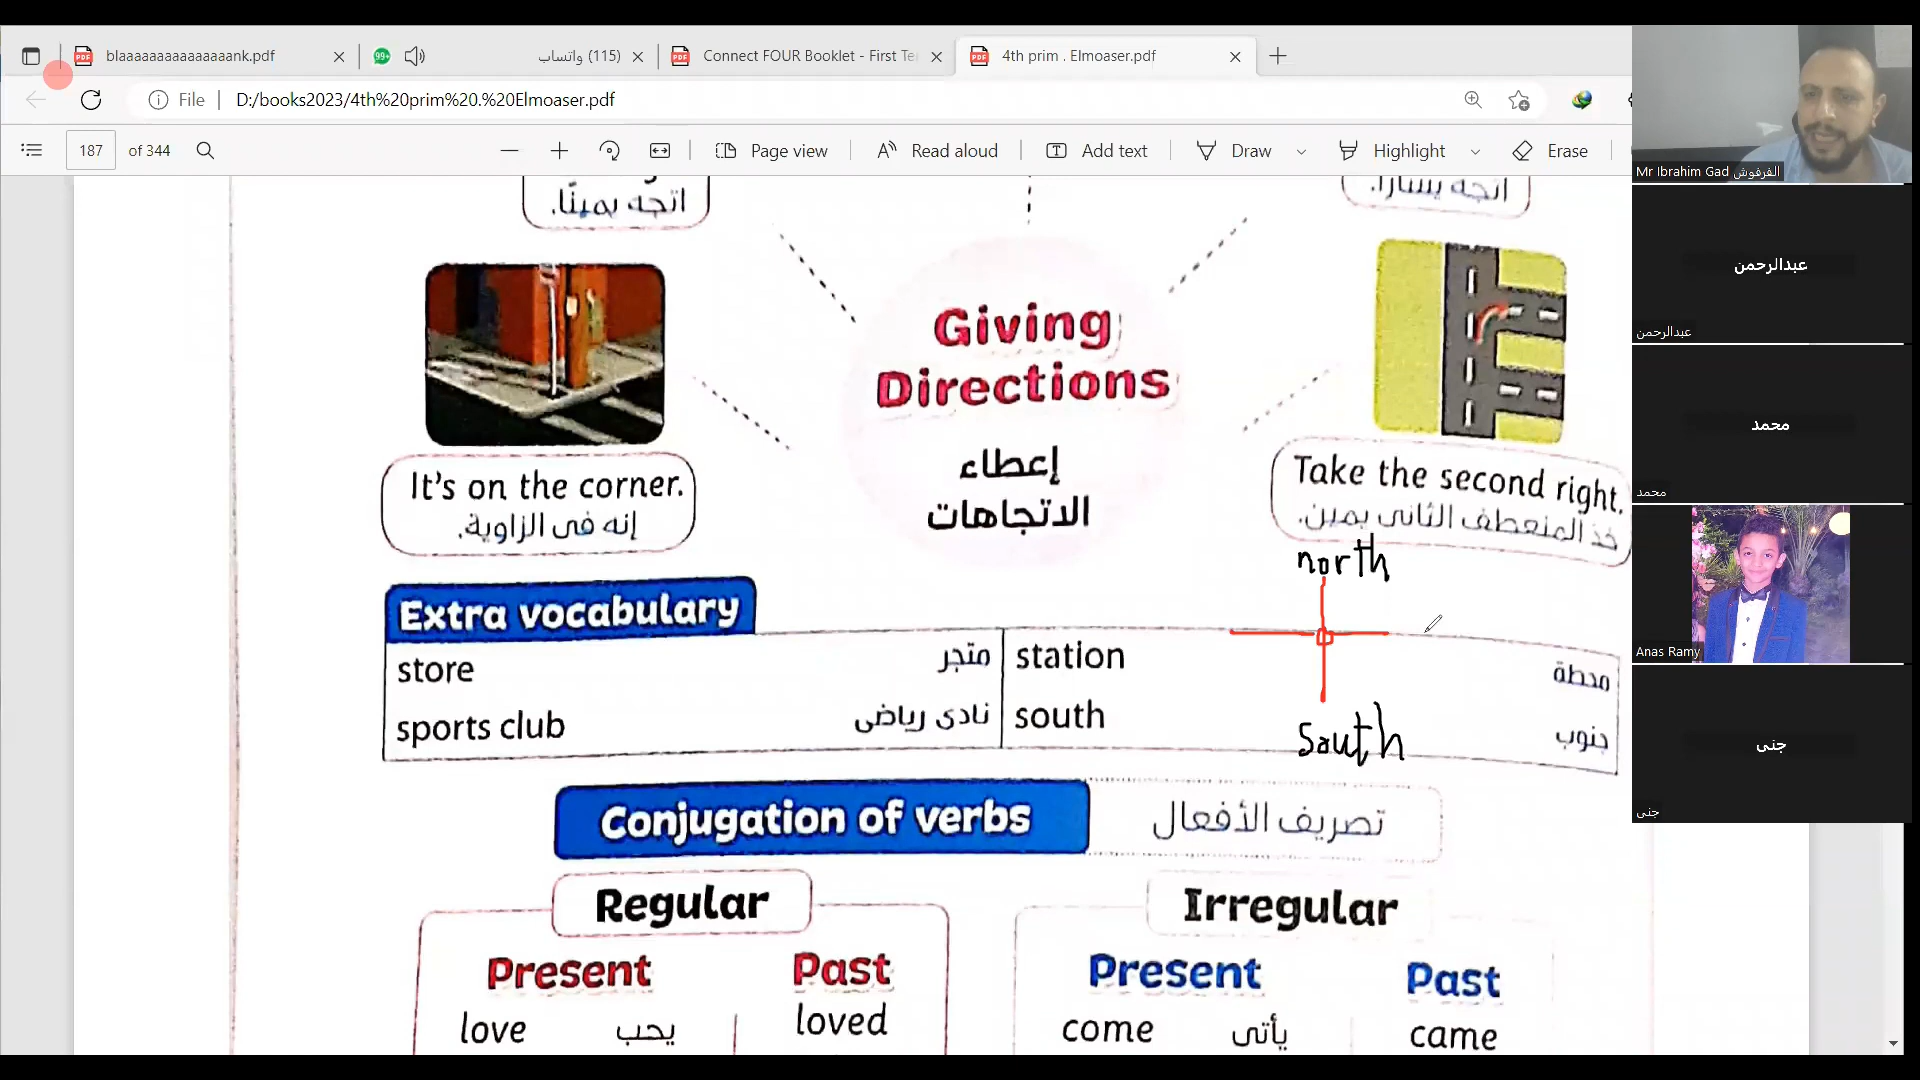 blaaaaaaaaaaaaaaaank.pdf
(115) واتساب
Connect FOUR Booklet - First Te
4th prim . Elmoaser.pdf
File
D:/books2023/4th%20prim%20.%20Elmoaser.pdf
187 of 344
Page view
Read aloud
Add text
Draw
Highlight
Erase
Mr Ibrahim Gad الفرفوش
اتجه يمينًا.
اتجه يسارًا.
Giving
Directions
إعطاء
الاتجاهات
It's on the corner.
إنه فى الزاوية.
Take the second right.
خذ المنعطف الثانى يمين.
north
south
Extra vocabulary
store متجر station محطة
sports club نادى رياضى south جنوب
Conjugation of verbs تصريف الأفعال
Regular
Irregular
Present Past Present Past
love يحب loved come يأتى came
عبدالرحمن
عبدالرحمن
محمد
محمد
Anas Ramy
جنى
جنى